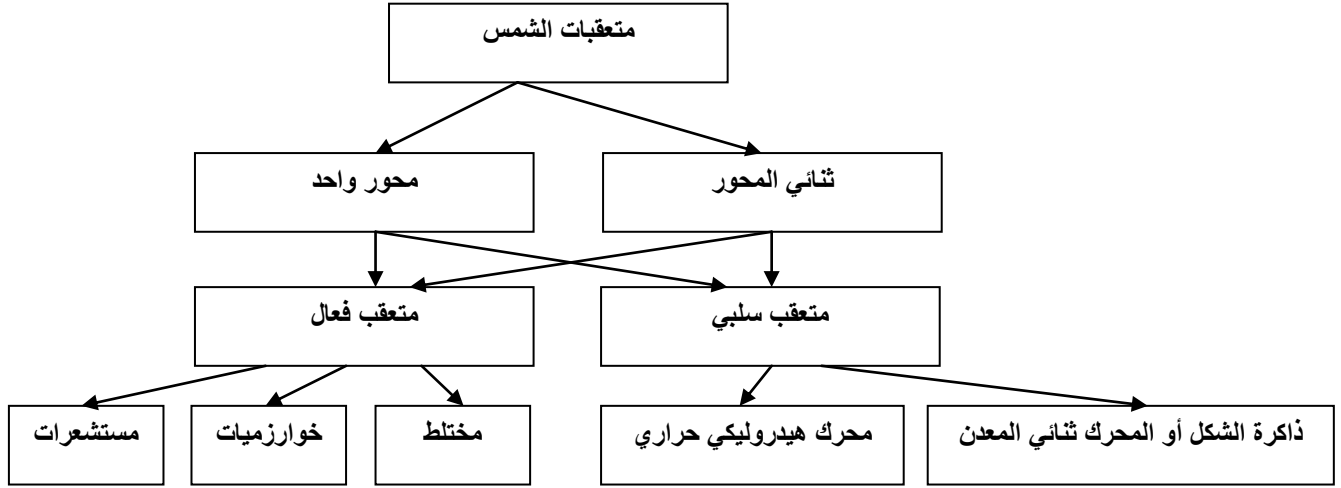 متعقبات الشمس
ثنائي المحور
محور واحد
متعقب سلبي
متعقب فعال
ذاكرة الشكل أو المحرك ثنائي المعدن
محرك هيدروليكي حراري
مختلط
خوارزميات
مستشعرات